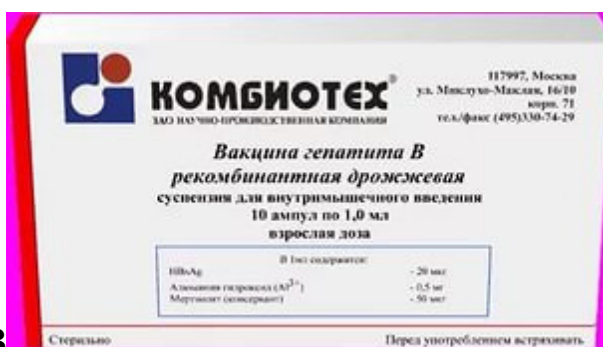 КОМБИОТЕХ®
ЗАО НАУЧНО-ПРОИЗВОДСТВЕННАЯ КОМПАНИЯ
117997, Москва
ул. Миклухо-Маклая, 16/10
корп. 71
тел./факс (495)330-74-29
Вакцина гепатита В
рекомбинантная дрожжевая
суспензия для внутримышечного введения
10 ампул по 1,0 мл
взрослая доза
В 1мл содержится:
HBsAg - 20 мкг
Алюминия гидроксид (Al³⁺) - 0,5 мг
Мертиолят (консервант) - 50 мкг
Стерильно
Перед употреблением встряхивать